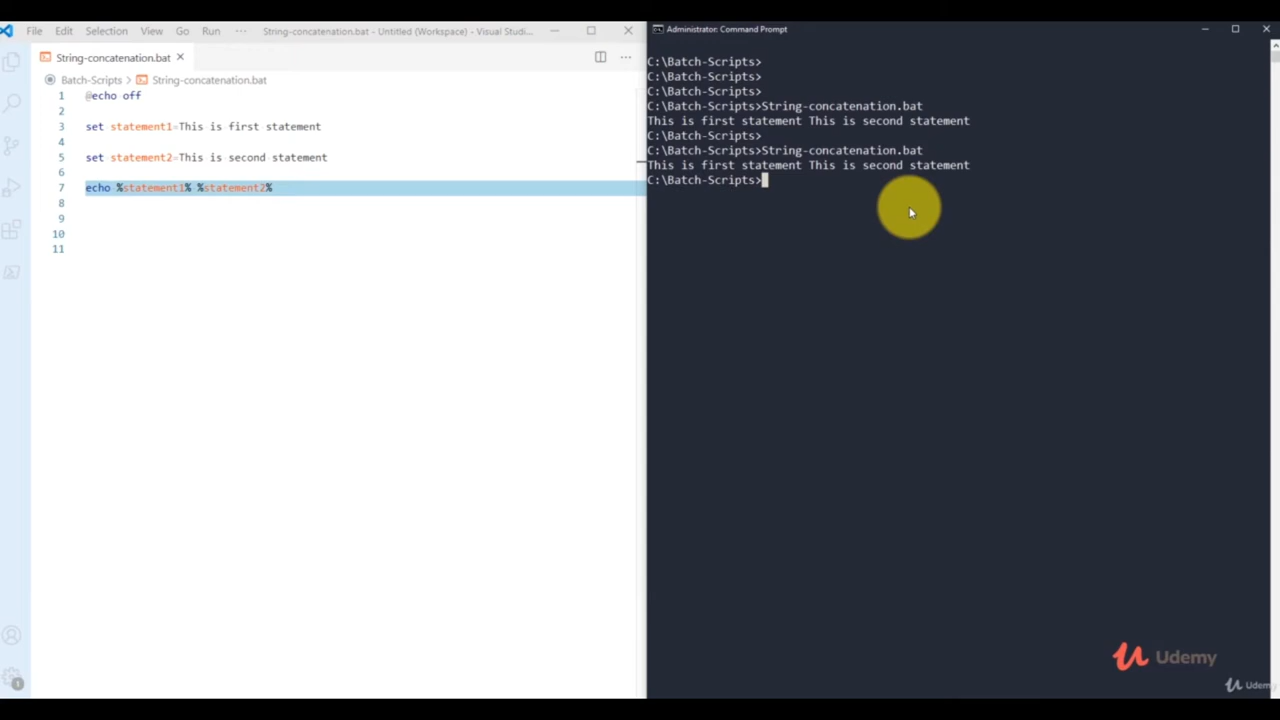 File Edit Selection View Go Run ··· String-concatenation.bat - Untitled (Workspace) - Visual Studi...
String-concatenation.bat
Batch-Scripts > String-concatenation.bat
1 @echo off
2
3 set statement1=This is first statement
4
5 set statement2=This is second statement
6
7 echo %statement1% %statement2%
8
9
10
11
1
Administrator: Command Prompt
C:\Batch-Scripts>
C:\Batch-Scripts>
C:\Batch-Scripts>
C:\Batch-Scripts>String-concatenation.bat
This is first statement This is second statement
C:\Batch-Scripts>
C:\Batch-Scripts>String-concatenation.bat
This is first statement This is second statement
C:\Batch-Scripts>
Udemy
Udemy